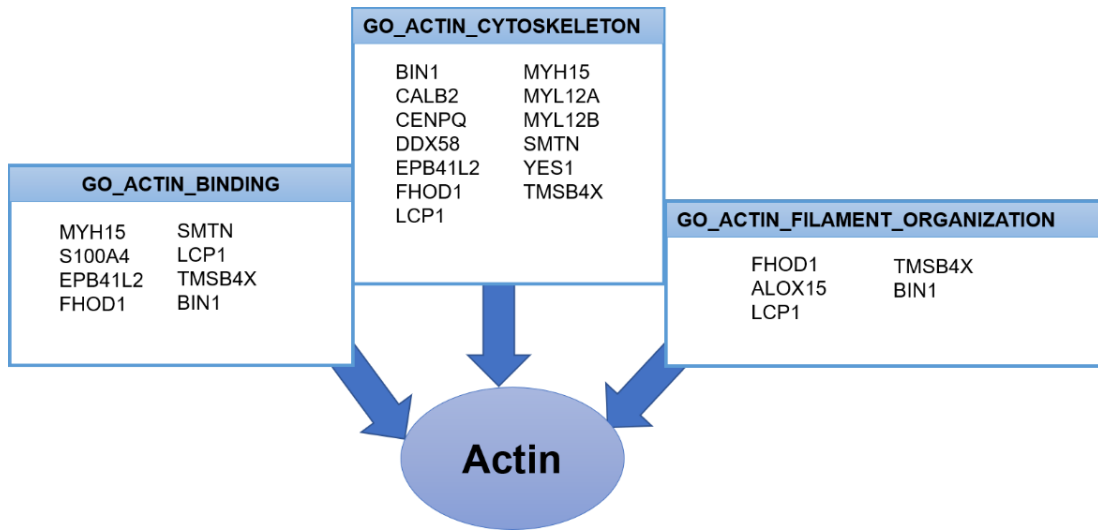 GO_ACTIN_CYTOSKELETON
BIN1 MYH15
CALB2 MYL12A
CENPQ MYL12B
DDX58 SMTN
EPB41L2 YES1
FHOD1 TMSB4X
LCP1
GO_ACTIN_BINDING
MYH15 SMTN
S100A4 LCP1
EPB41L2 TMSB4X
FHOD1 BIN1
GO_ACTIN_FILAMENT_ORGANIZATION
FHOD1 TMSB4X
ALOX15 BIN1
LCP1
Actin